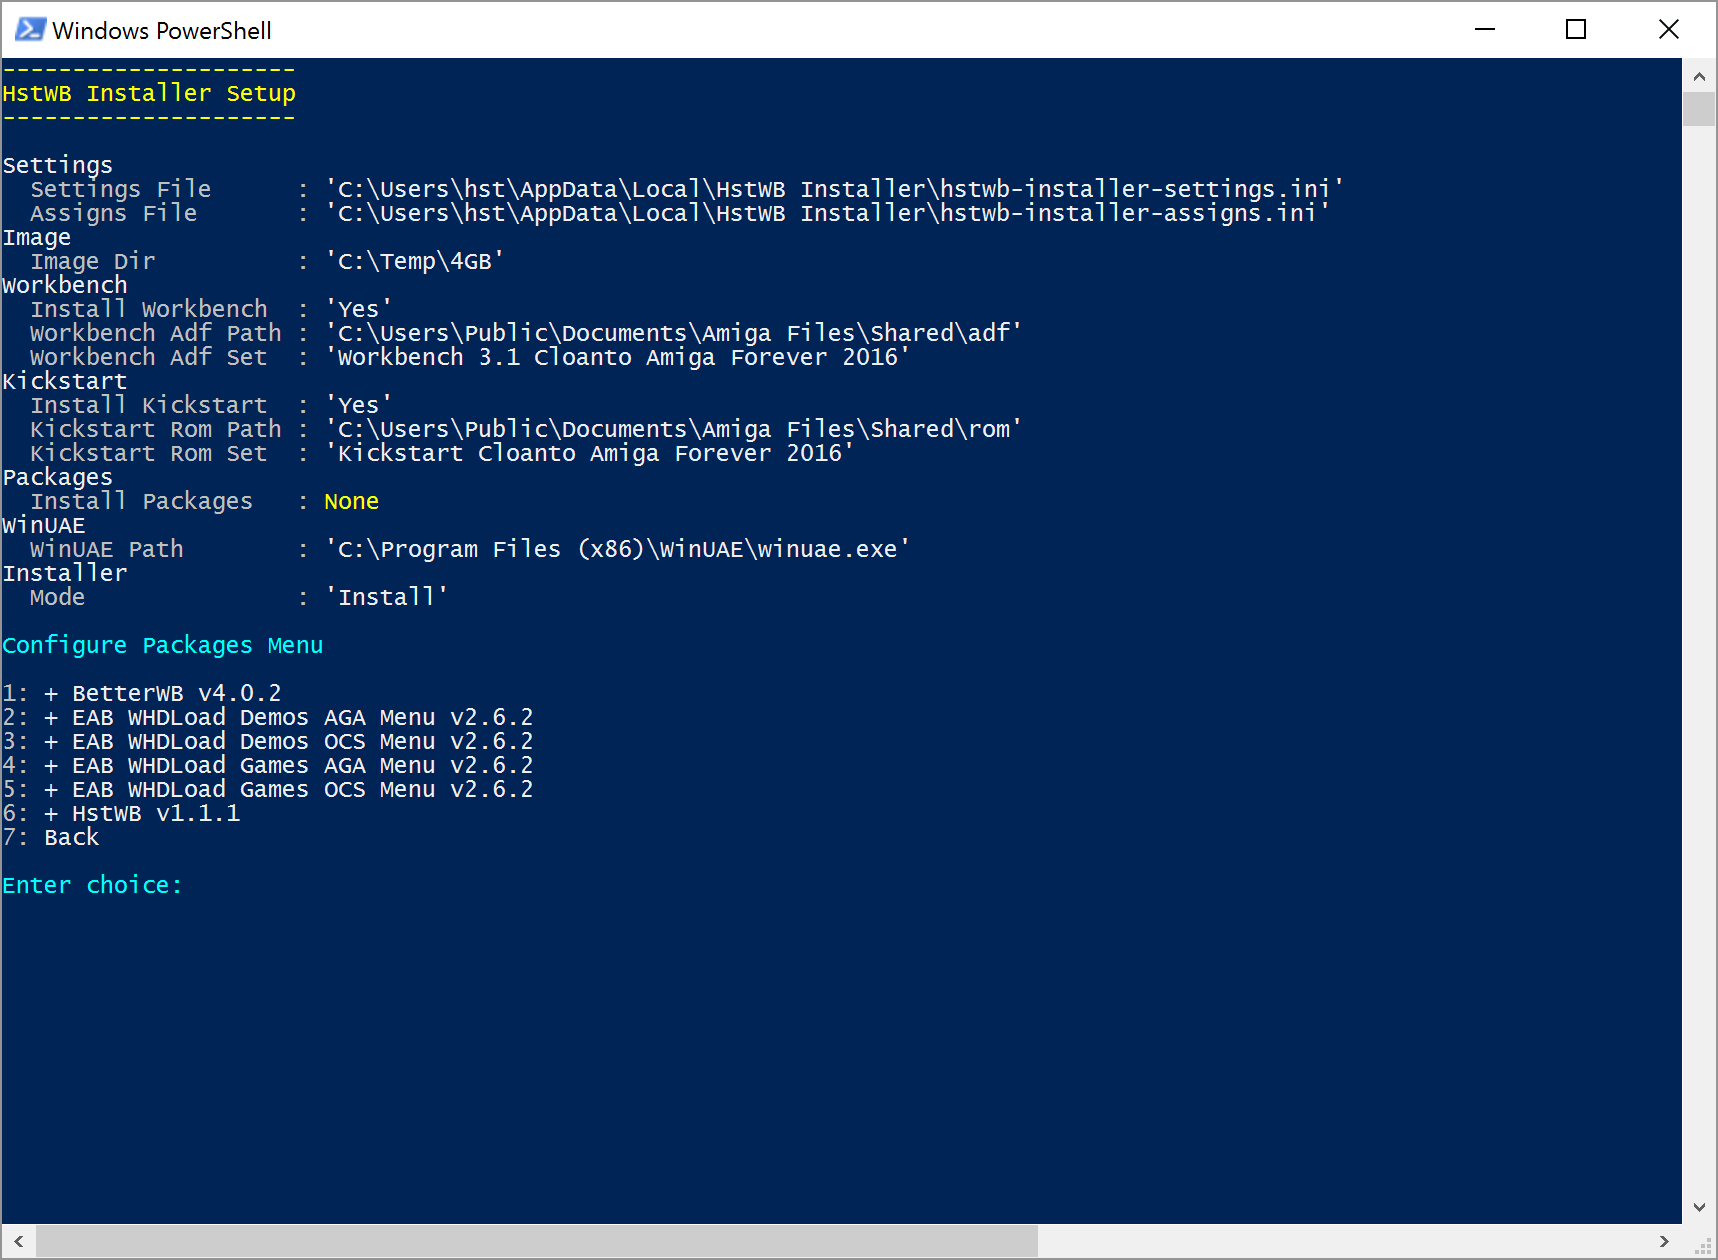 Windows PowerShell
---------------------
HstWB Installer Setup
---------------------
Settings
  Settings File      : 'C:\Users\hst\AppData\Local\HstWB Installer\hstwb-installer-settings.ini'
  Assigns File       : 'C:\Users\hst\AppData\Local\HstWB Installer\hstwb-installer-assigns.ini'
Image
  Image Dir          : 'C:\Temp\4GB'
Workbench
  Install Workbench  : 'Yes'
  Workbench Adf Path : 'C:\Users\Public\Documents\Amiga Files\Shared\adf'
  Workbench Adf Set  : 'Workbench 3.1 Cloanto Amiga Forever 2016'
Kickstart
  Install Kickstart  : 'Yes'
  Kickstart Rom Path : 'C:\Users\Public\Documents\Amiga Files\Shared\rom'
  Kickstart Rom Set  : 'Kickstart Cloanto Amiga Forever 2016'
Packages
  Install Packages   : None
WinUAE
  WinUAE Path        : 'C:\Program Files (x86)\WinUAE\winuae.exe'
Installer
  Mode               : 'Install'
Configure Packages Menu
1: + BetterWB v4.0.2
2: + EAB WHDLoad Demos AGA Menu v2.6.2
3: + EAB WHDLoad Demos OCS Menu v2.6.2
4: + EAB WHDLoad Games AGA Menu v2.6.2
5: + EAB WHDLoad Games OCS Menu v2.6.2
6: + HstWB v1.1.1
7: Back
Enter choice: